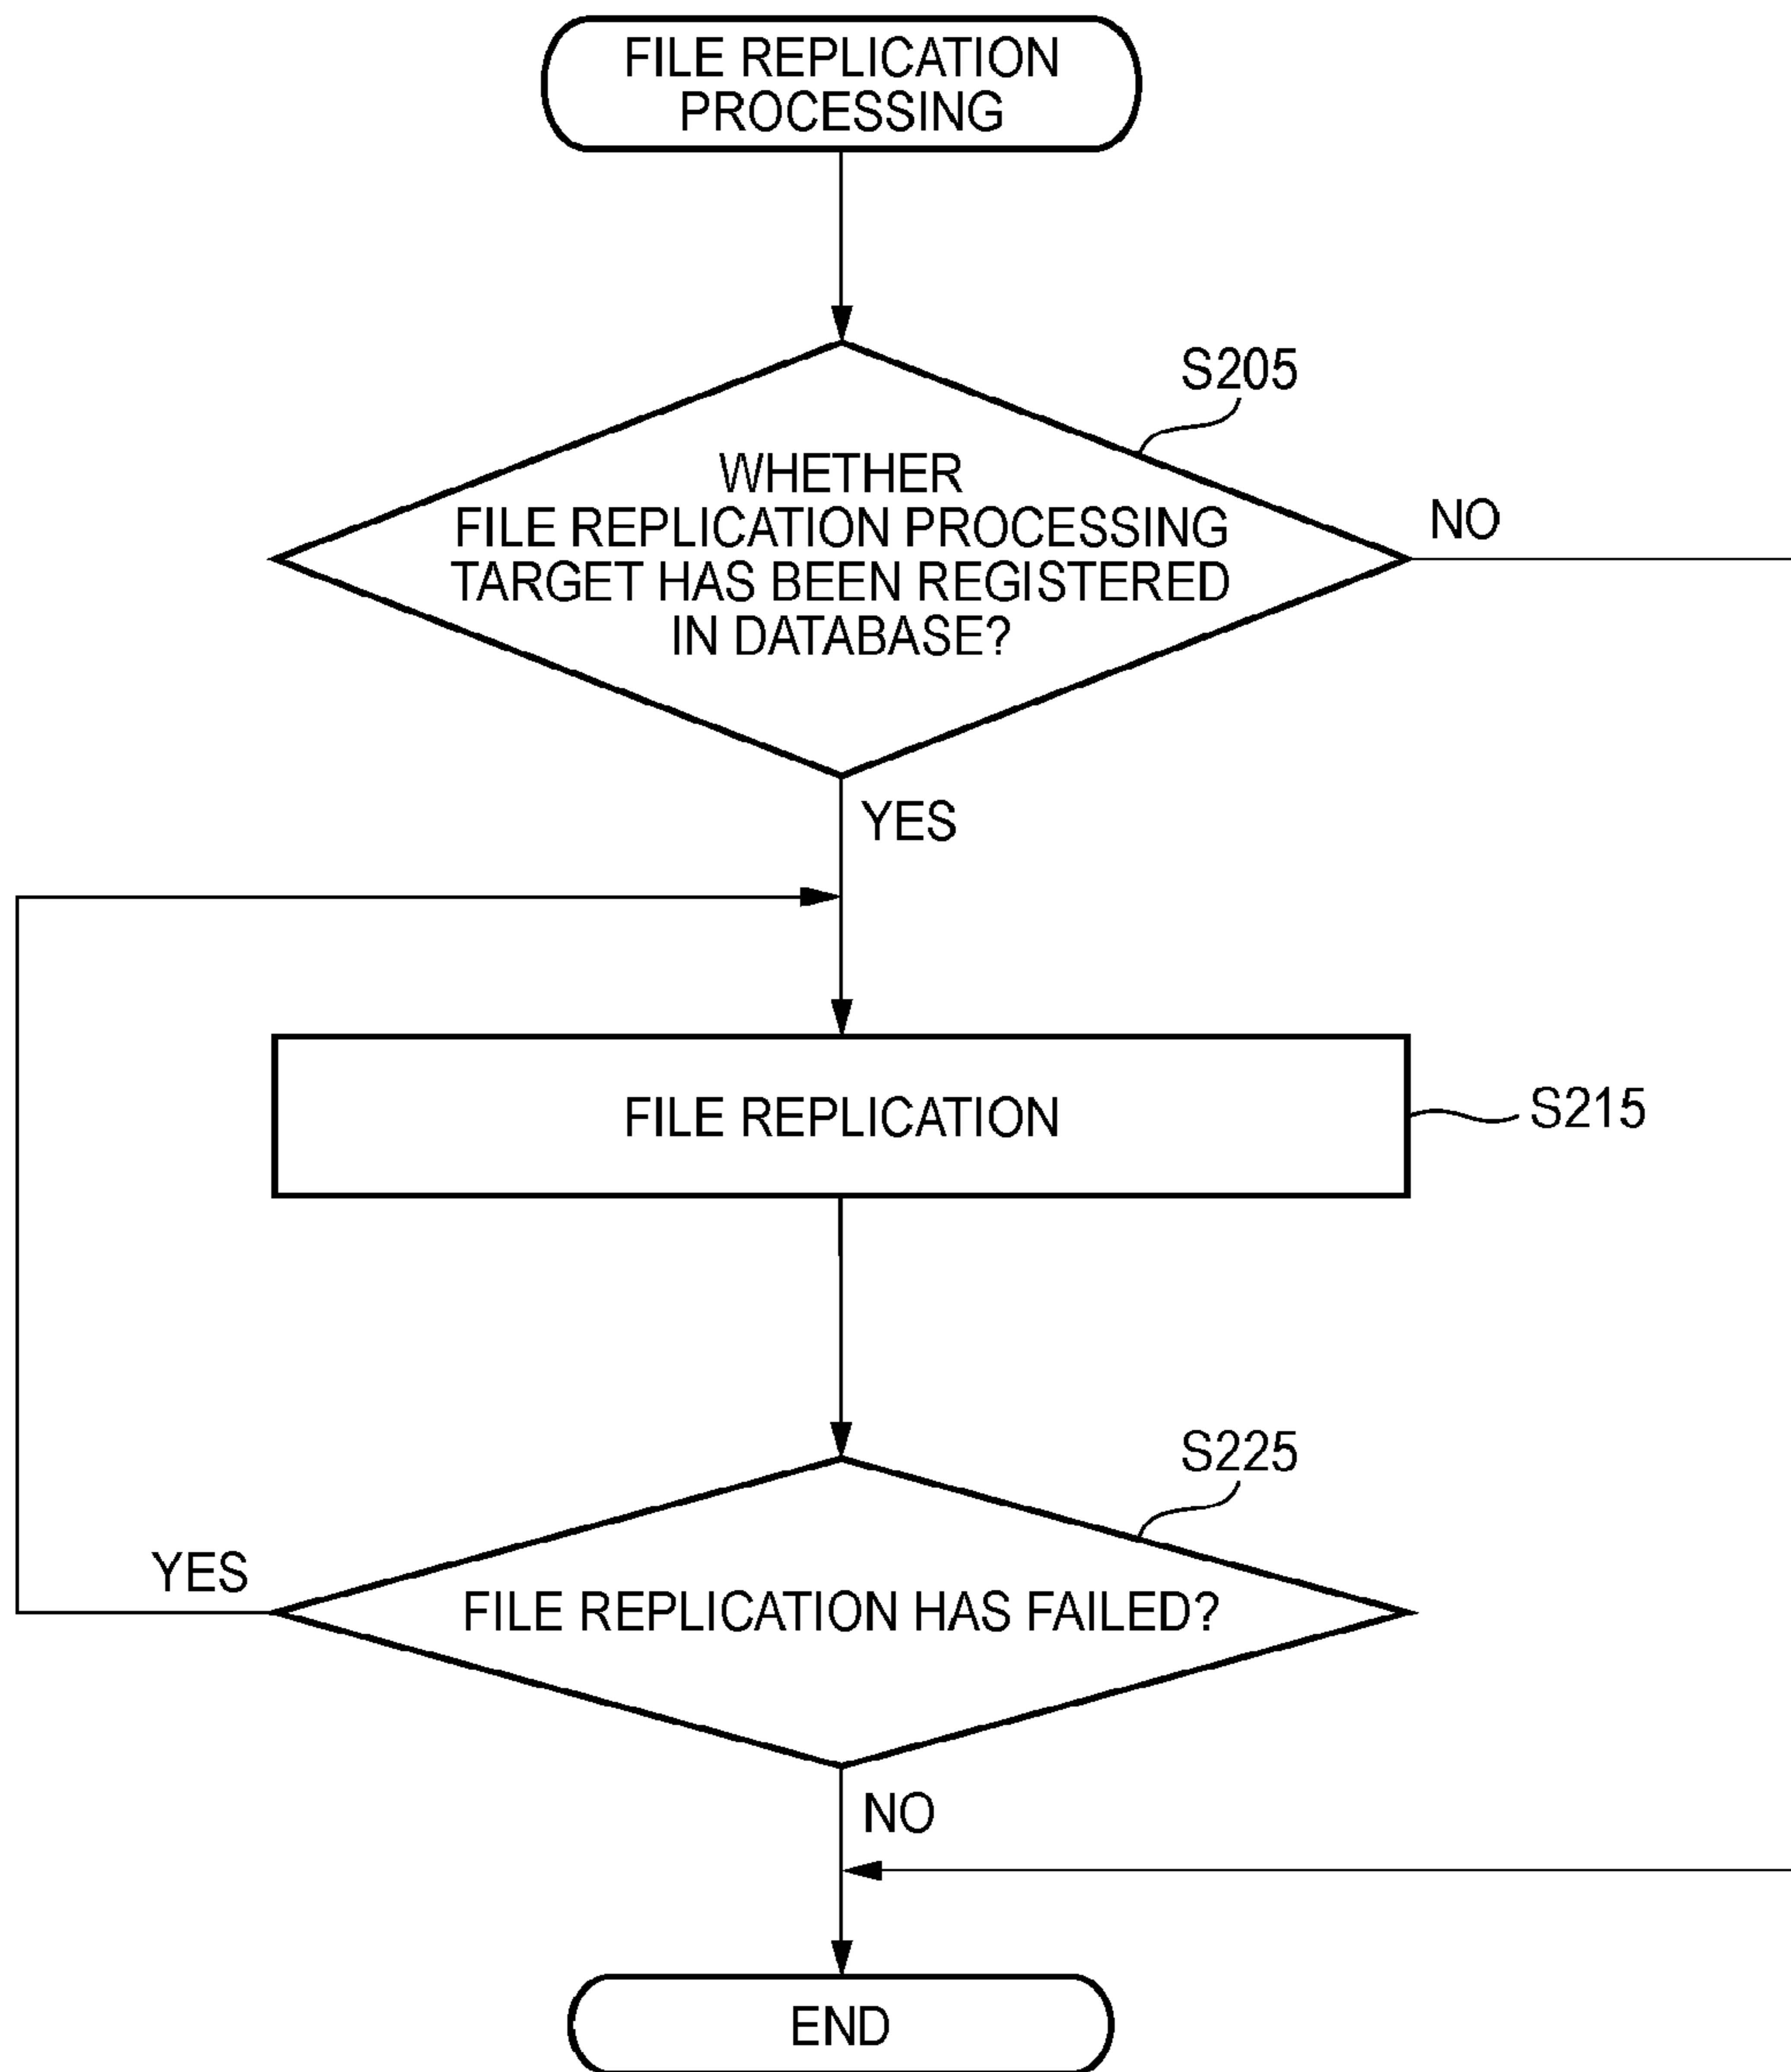 FILE REPLICATION
PROCESSING
S205
WHETHER
FILE REPLICATION PROCESSING
TARGET HAS BEEN REGISTERED
IN DATABASE?
NO
YES
FILE REPLICATION
S215
S225
YES
FILE REPLICATION HAS FAILED?
NO
END